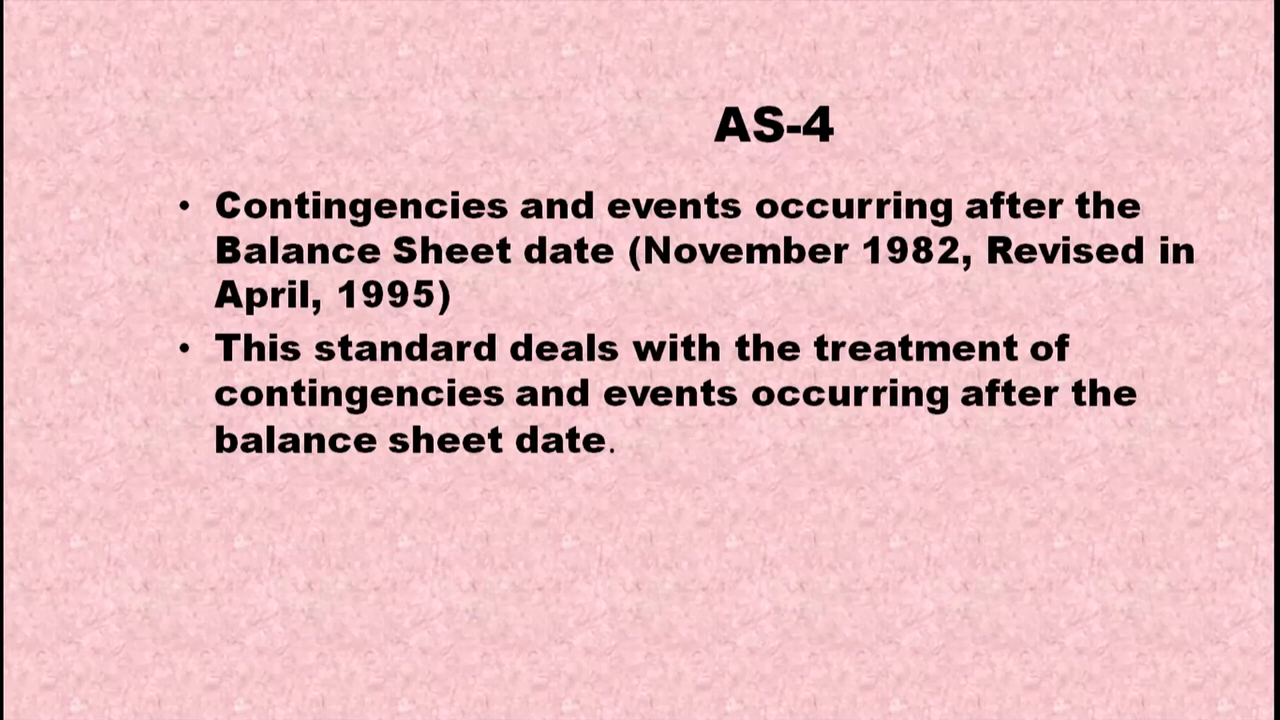 AS-4
• Contingencies and events occurring after the
Balance Sheet date (November 1982, Revised in
April, 1995)
• This standard deals with the treatment of
contingencies and events occurring after the
balance sheet date.